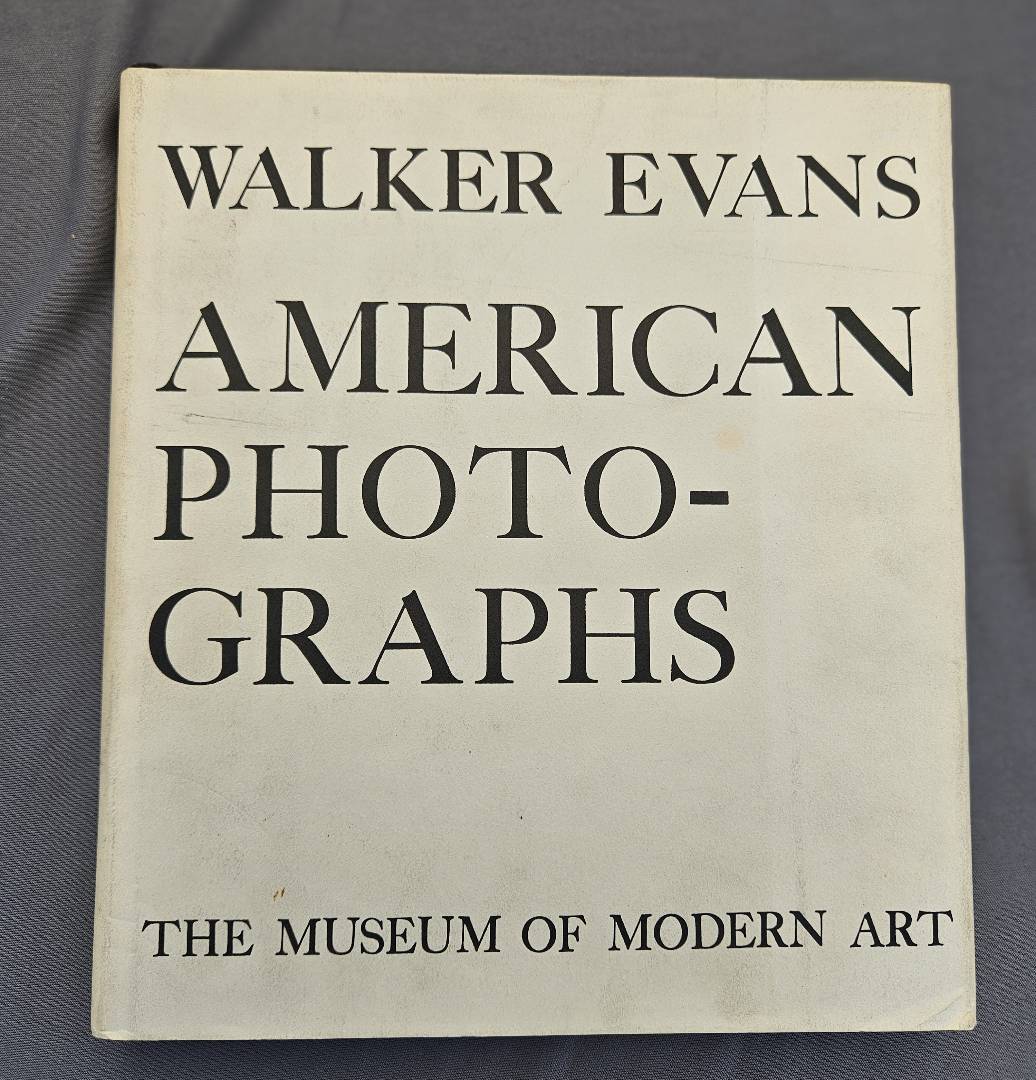 WALKER EVANS
AMERICAN
PHOTO-
GRAPHS
THE MUSEUM OF MODERN ART